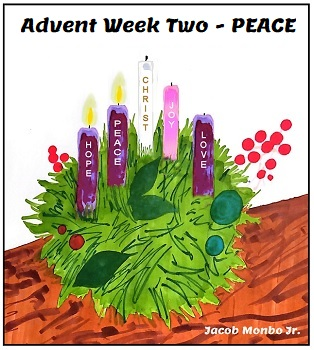 Advent Week Two - PEACE
HOPE
PEACE
CHRIST
JOY
LOVE
Jacob Monbo Jr.